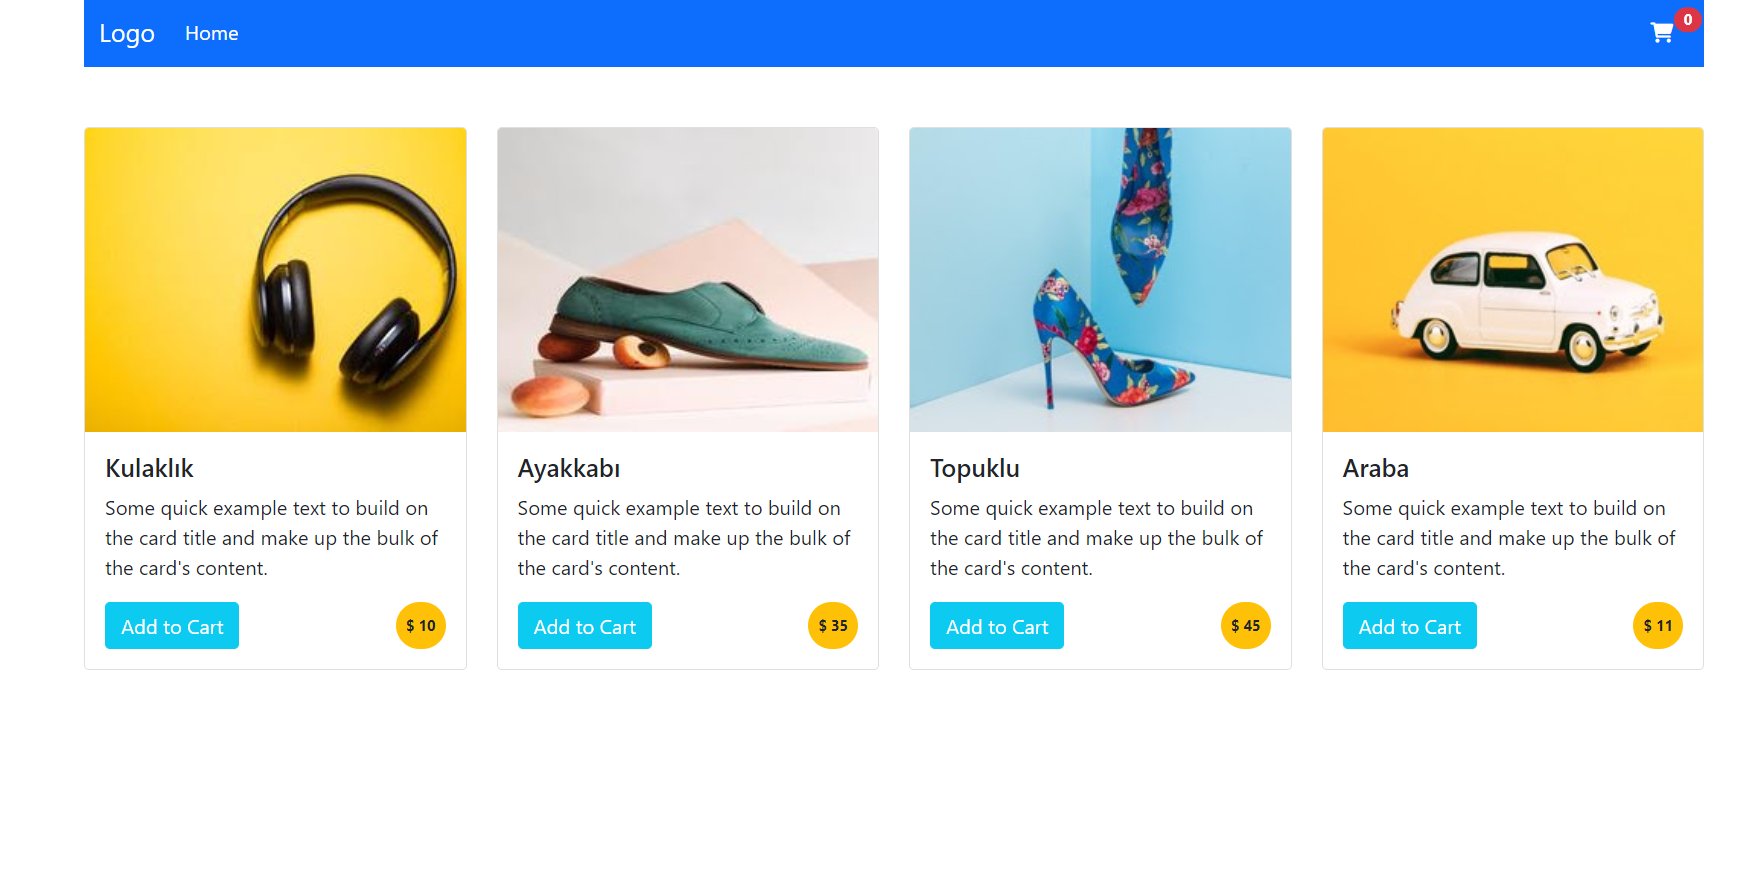 Logo Home 0
Kulaklık
Some quick example text to build on
the card title and make up the bulk of
the card's content.
Add to Cart $ 10
Ayakkabı
Some quick example text to build on
the card title and make up the bulk of
the card's content.
Add to Cart $ 35
Topuklu
Some quick example text to build on
the card title and make up the bulk of
the card's content.
Add to Cart $ 45
Araba
Some quick example text to build on
the card title and make up the bulk of
the card's content.
Add to Cart $ 11